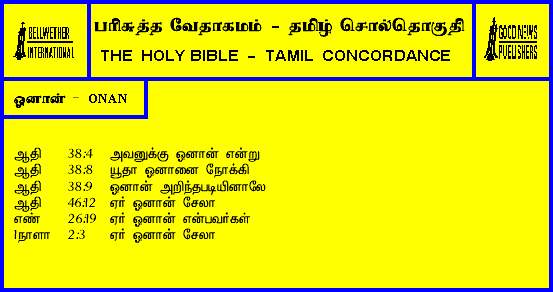 BELLWETHER
INTERNATIONAL
பரிசுத்த வேதாகமம் - தமிழ் சொல்தொகுதி
THE HOLY BIBLE - TAMIL CONCORDANCE
GOOD NEWS
PUBLISHERS
ஓனான் - ONAN
ஆதி 38:4 அவனுக்கு ஓனான் என்று
ஆதி 38:8 யூதா ஓனானை நோக்கி
ஆதி 38:9 ஓனான் அறிந்தபடியினாலே
ஆதி 46:12 ஏர் ஓனான் சேலா
எண் 26:19 ஏர் ஓனான் என்பவர்கள்
1நாளா 2:3 ஏர் ஓனான் சேலா